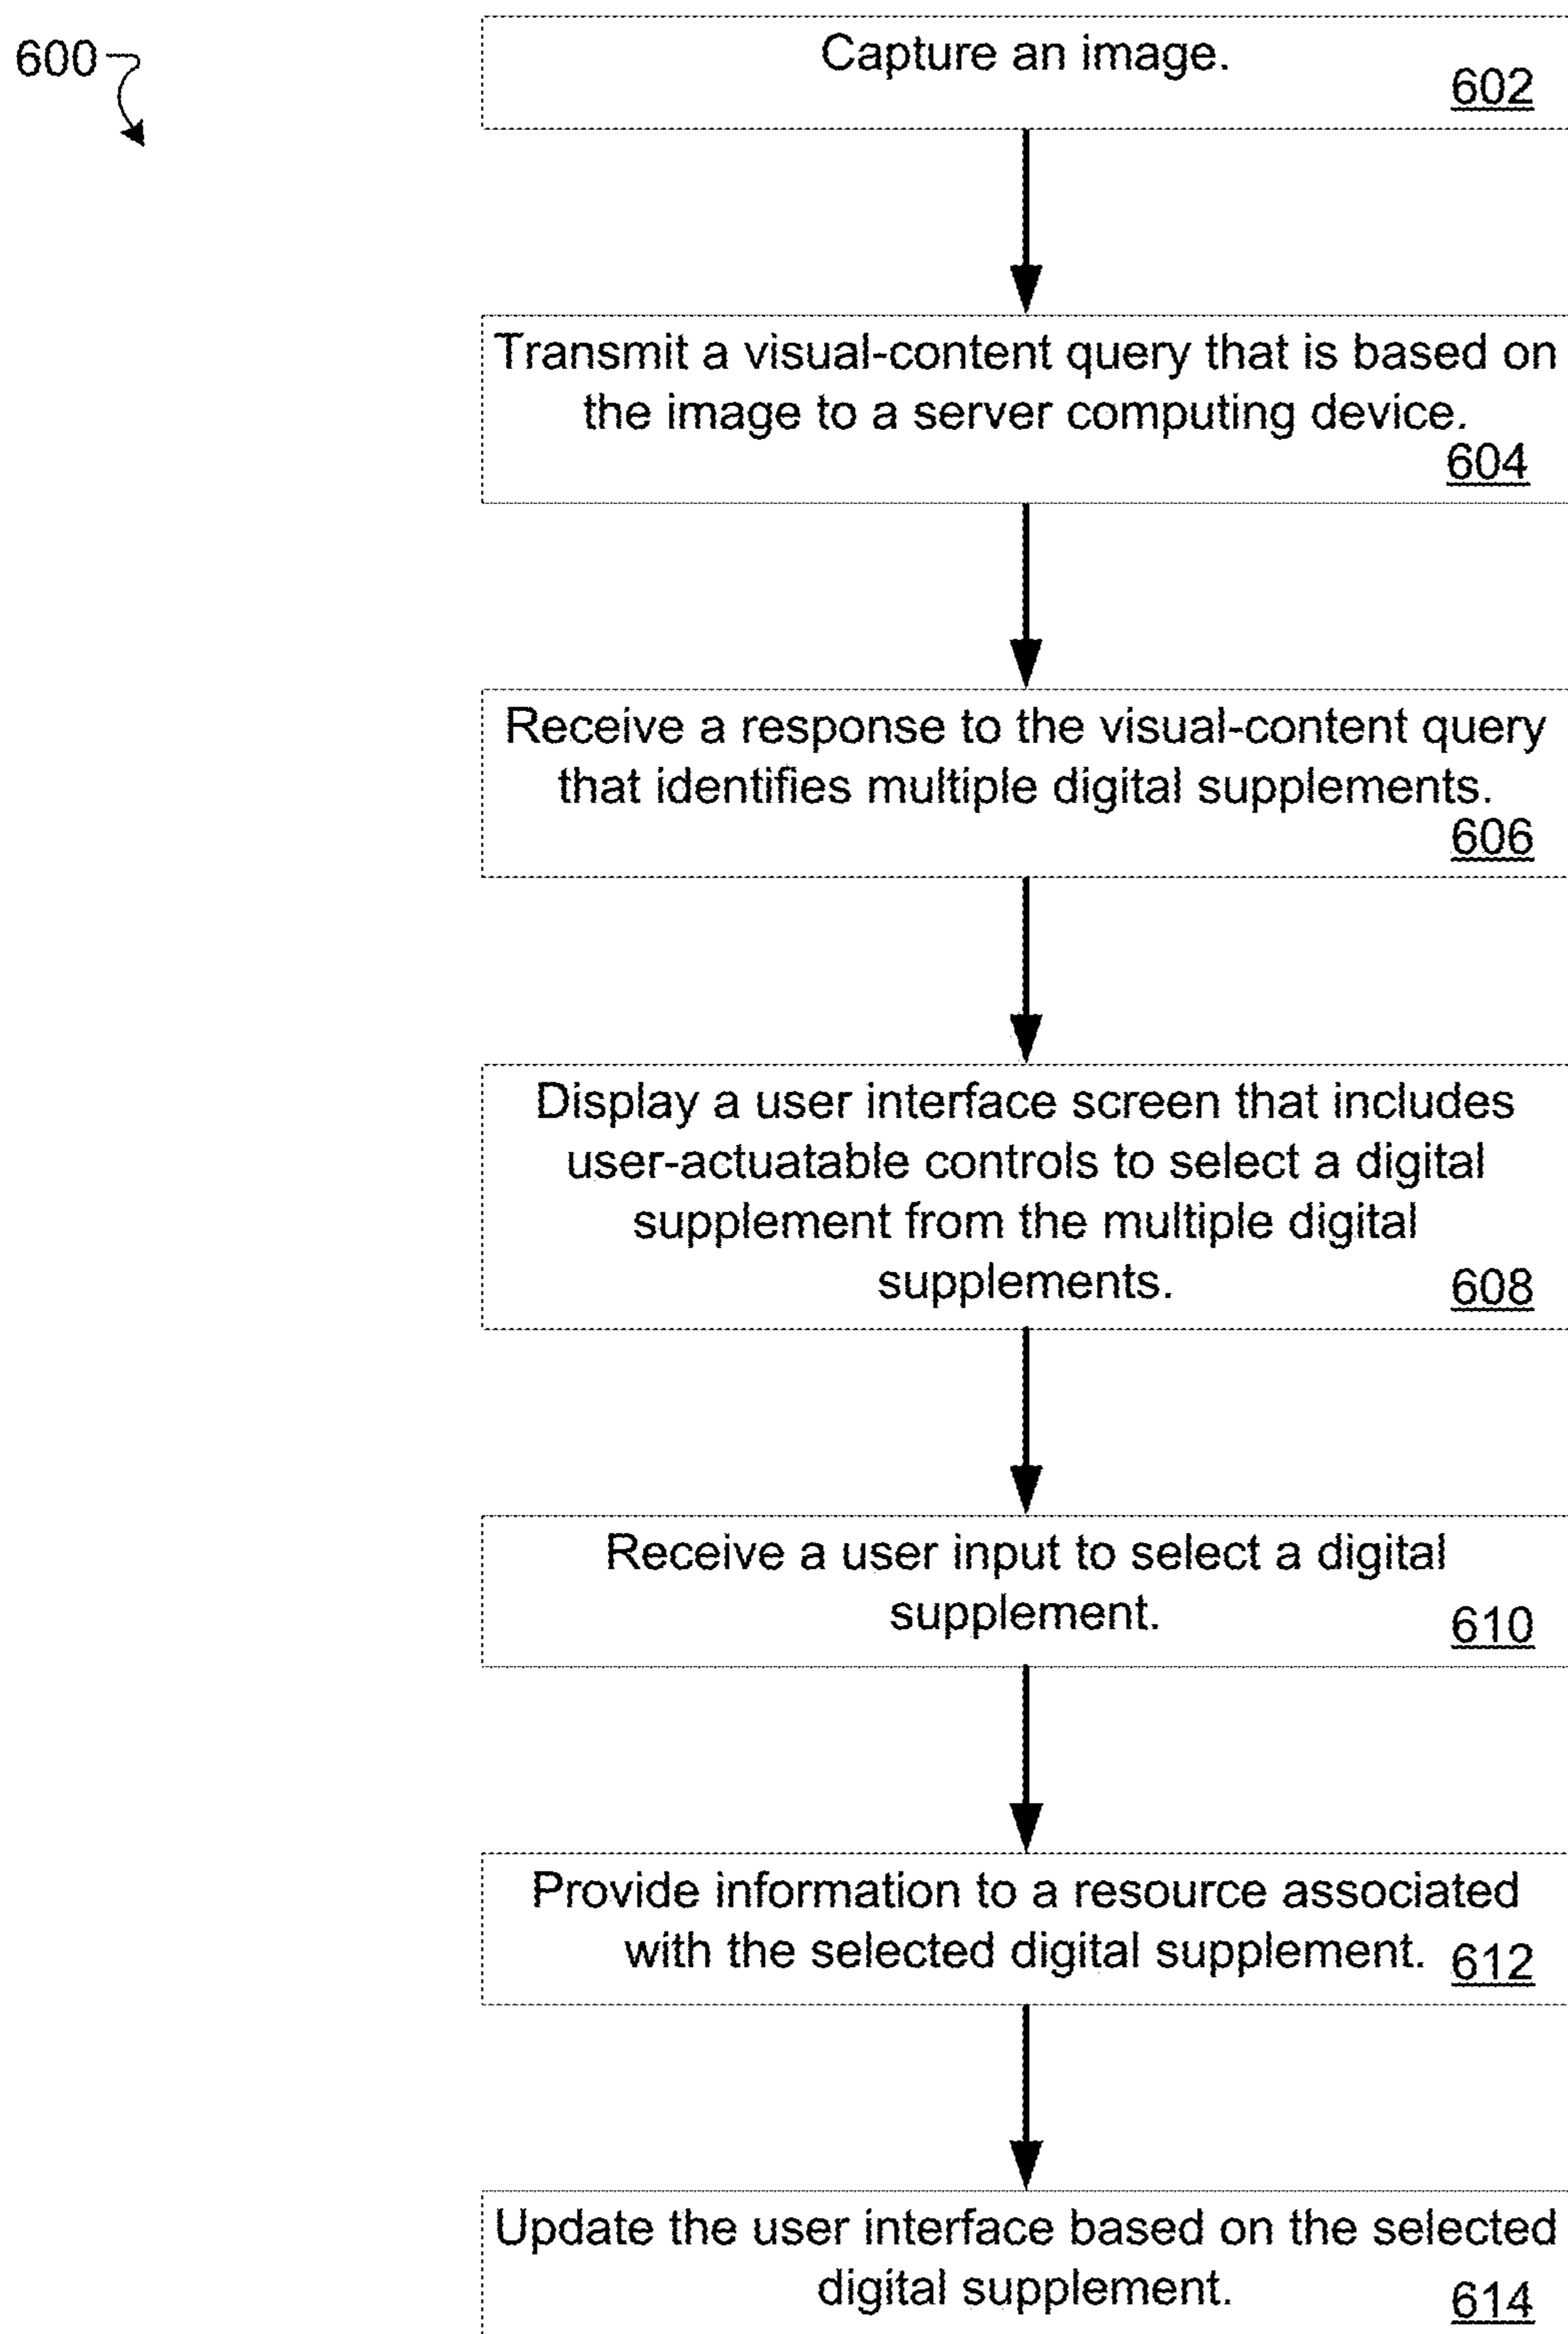 600
Capture an image.
602
Transmit a visual-content query that is based on
the image to a server computing device.
604
Receive a response to the visual-content query
that identifies multiple digital supplements.
606
Display a user interface screen that includes
user-actuatable controls to select a digital
supplement from the multiple digital
supplements.
608
Receive a user input to select a digital
supplement.
610
Provide information to a resource associated
with the selected digital supplement.
612
Update the user interface based on the selected
digital supplement.
614